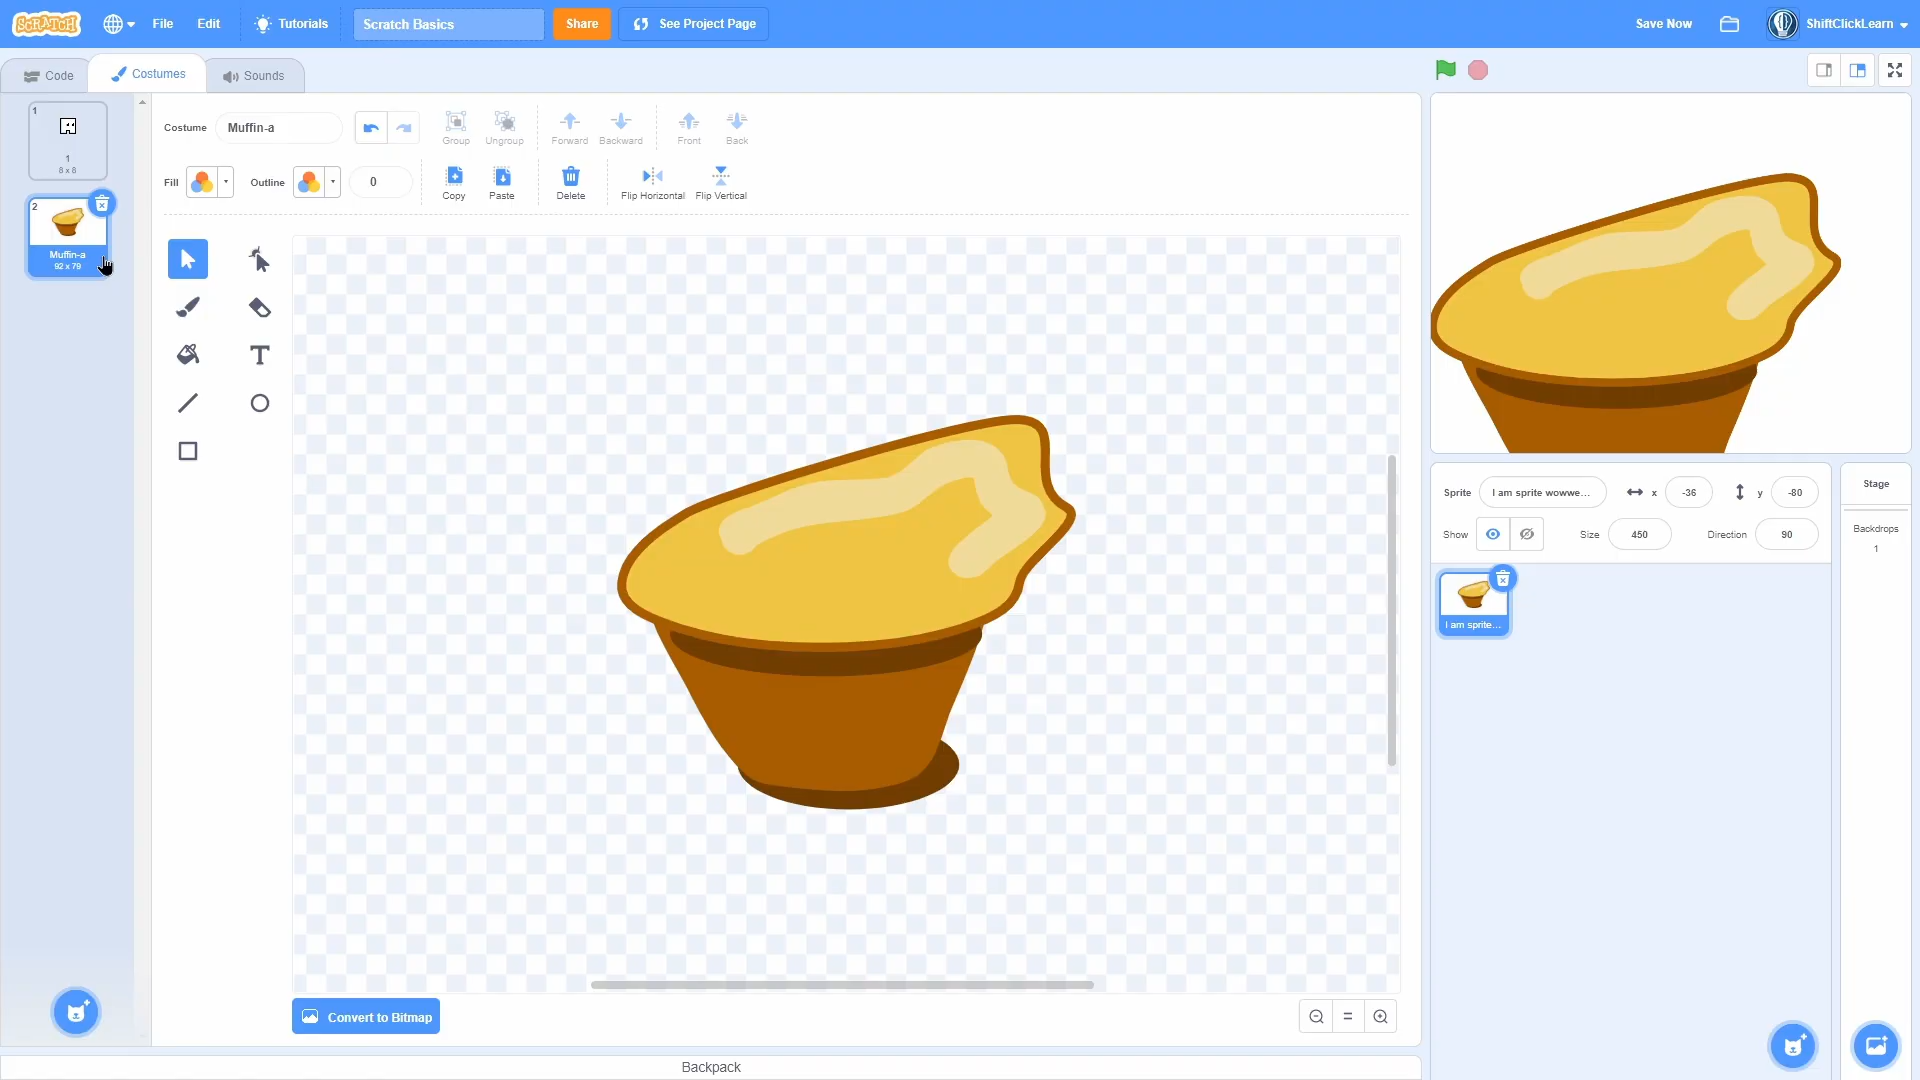 SCRATCH
File
Edit
Tutorials
Scratch Basics
Share
See Project Page
Save Now
ShiftClickLearn
Code
Costumes
Sounds
1
1
8 x 8
2
Muffin-a
92 x 79
Costume
Muffin-a
Group
Ungroup
Forward
Backward
Front
Back
Fill
Outline
0
Copy
Paste
Delete
Flip Horizontal
Flip Vertical
T
Convert to Bitmap
Backpack
Sprite
I am sprite wowwe...
x
-36
y
-80
Show
Size
450
Direction
90
I am sprite...
Stage
Backdrops
1